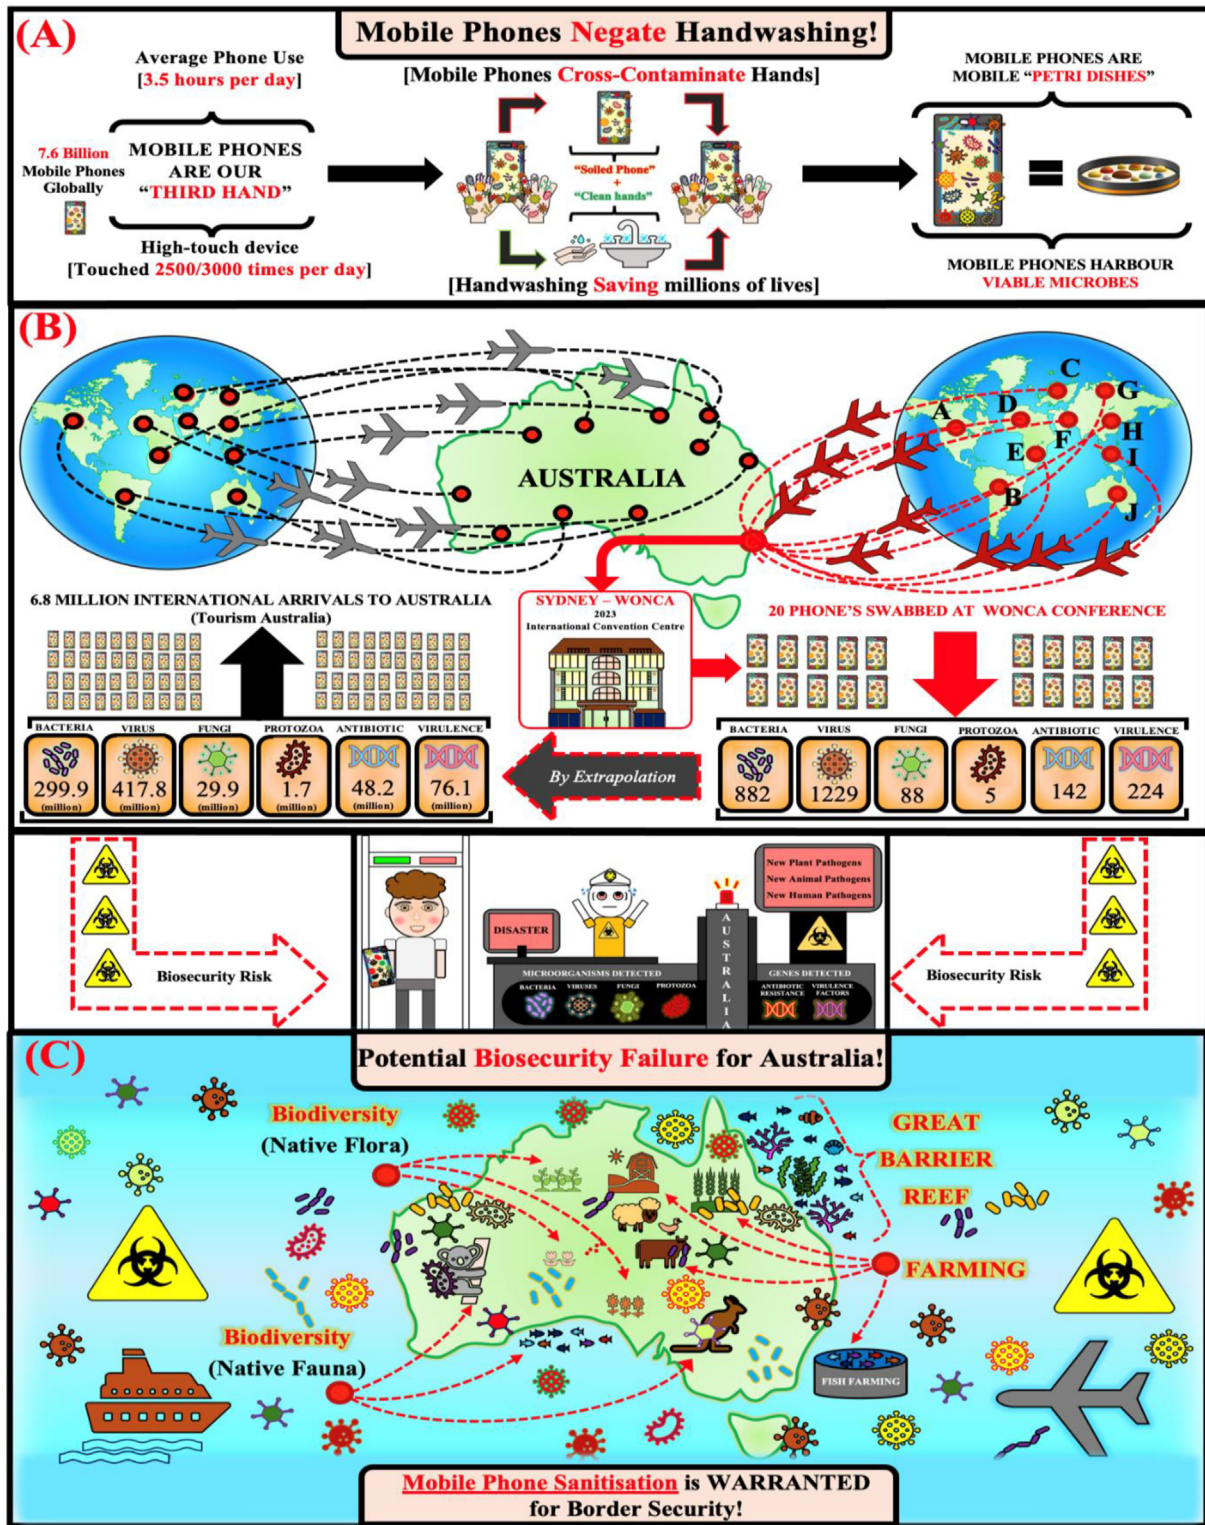 (A)
Mobile Phones Negate Handwashing!
Average Phone Use
[3.5 hours per day]
7.6 Billion
Mobile Phones
Globally
MOBILE PHONES
ARE OUR
“THIRD HAND”
High-touch device
[Touched 2500/3000 times per day]
[Mobile Phones Cross-Contaminate Hands]
“Soiled Phone”
+
“Clean hands”
[Handwashing Saving millions of lives]
MOBILE PHONES ARE
MOBILE “PETRI DISHES”
=
MOBILE PHONES HARBOUR
VIABLE MICROBES
(B)
AUSTRALIA
A
B
C
D
E
F
G
H
I
J
6.8 MILLION INTERNATIONAL ARRIVALS TO AUSTRALIA
(Tourism Australia)
SYDNEY – WONCA
2023
International Convention Centre
20 PHONE’S SWABBED AT WONCA CONFERENCE
BACTERIA VIRUS FUNGI PROTOZOA ANTIBIOTIC VIRULENCE
299.9 417.8 29.9 1.7 48.2 76.1
(million) (million) (million) (million) (million) (million)
By Extrapolation
BACTERIA VIRUS FUNGI PROTOZOA ANTIBIOTIC VIRULENCE
882 1229 88 5 142 224
Biosecurity Risk
DISASTER
New Plant Pathogens
New Animal Pathogens
New Human Pathogens
AUSTRALIA
MICROORGANISMS DETECTED
BACTERIA VIRUSES FUNGI PROTOZOA
GENES DETECTED
ANTIBIOTIC RESISTANCE
VIRULENCE FACTORS
Biosecurity Risk
(C)
Potential Biosecurity Failure for Australia!
Biodiversity
(Native Flora)
GREAT
BARRIER
REEF
FARMING
Biodiversity
(Native Fauna)
FISH FARMING
Mobile Phone Sanitisation is WARRANTED
for Border Security!